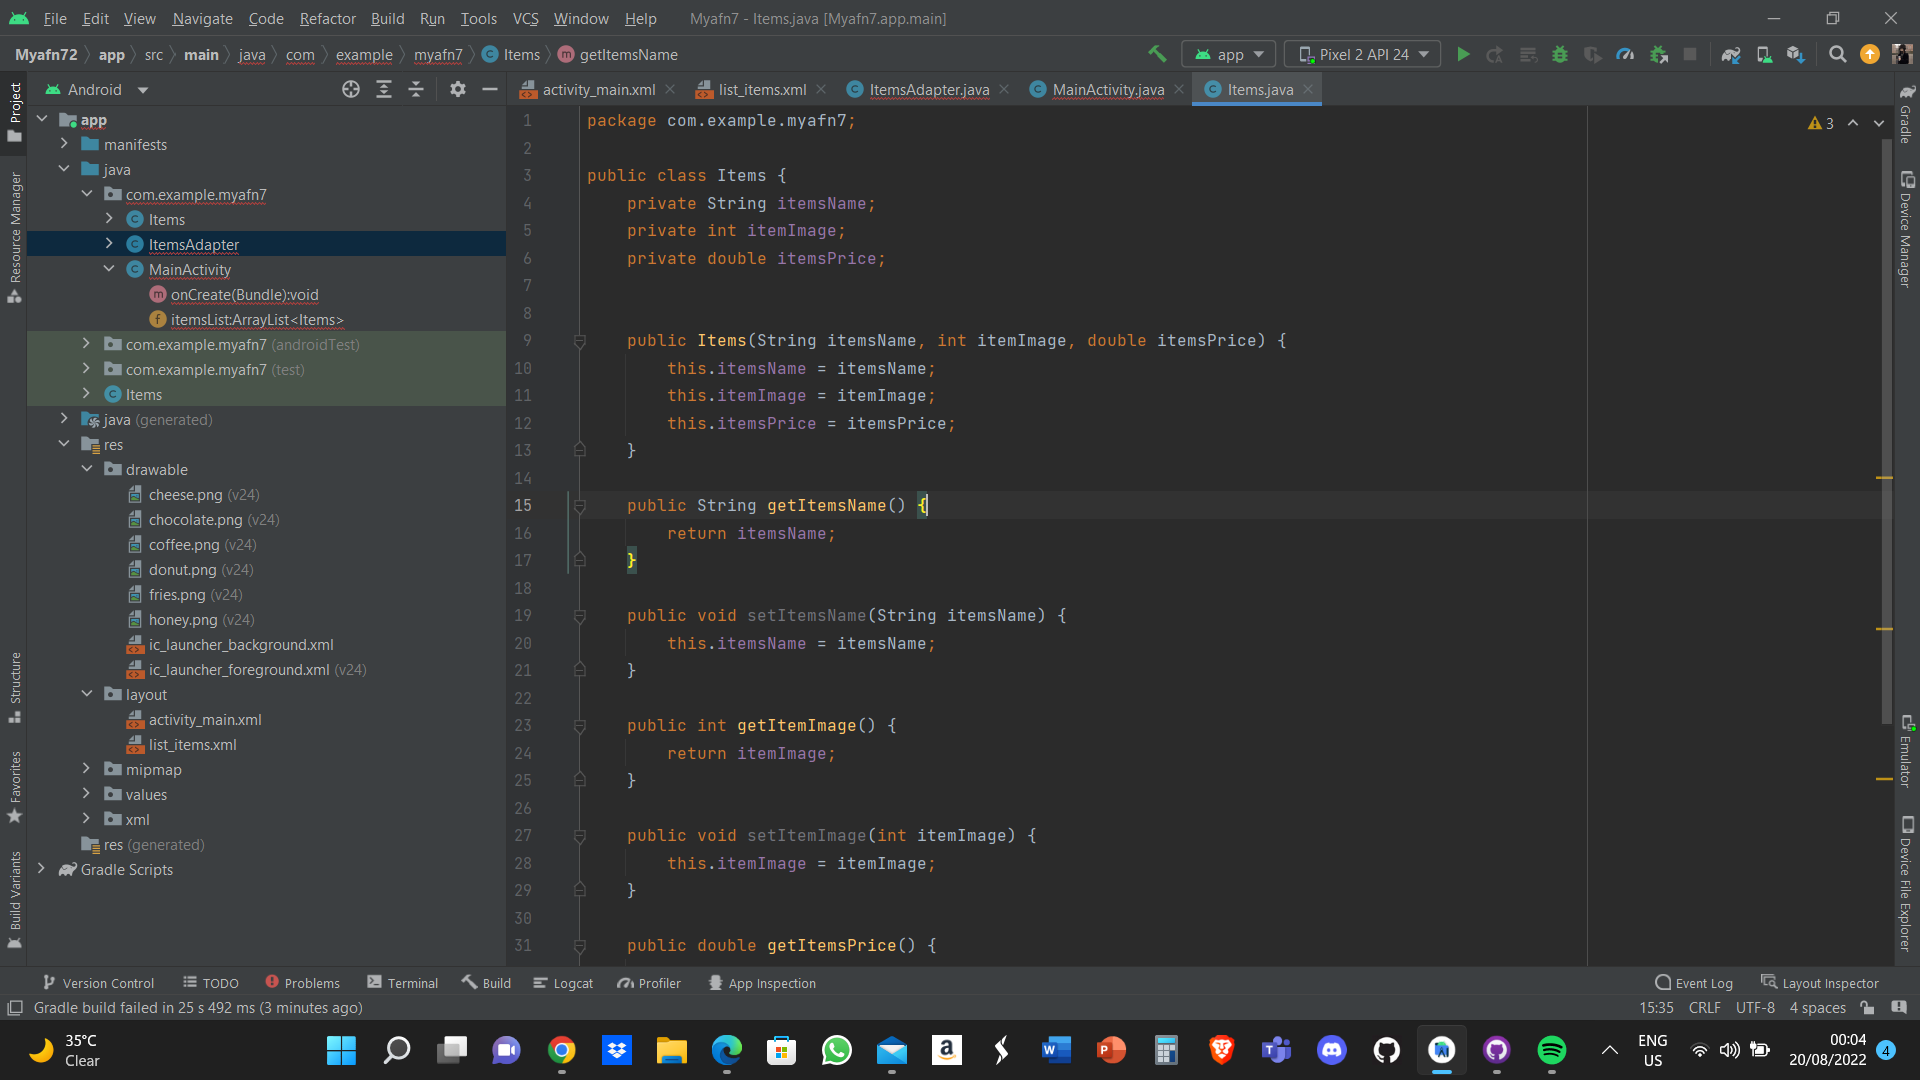 File Edit View Navigate Code Refactor Build Run Tools VCS Window Help Myafn7 - Items.java [Myafn7.app.main]
Myafn72 app src main java com example myafn7 Items getItemsName app Pixel 2 API 24
Android
activity_main.xml list_items.xml ItemsAdapter.java MainActivity.java Items.java
Project
Resource Manager
Structure
Favorites
Build Variants
app
manifests
java
com.example.myafn7
Items
ItemsAdapter
MainActivity
onCreate(Bundle):void
itemsList:ArrayList<Items>
com.example.myafn7 (androidTest)
com.example.myafn7 (test)
Items
java (generated)
res
drawable
cheese.png (v24)
chocolate.png (v24)
coffee.png (v24)
donut.png (v24)
fries.png (v24)
honey.png (v24)
ic_launcher_background.xml
ic_launcher_foreground.xml (v24)
layout
activity_main.xml
list_items.xml
mipmap
values
xml
res (generated)
Gradle Scripts
1 package com.example.myafn7;
2
3 public class Items {
4 private String itemsName;
5 private int itemImage;
6 private double itemsPrice;
7
8
9 public Items(String itemsName, int itemImage, double itemsPrice) {
10 this.itemsName = itemsName;
11 this.itemImage = itemImage;
12 this.itemsPrice = itemsPrice;
13 }
14
15 public String getItemsName() {
16 return itemsName;
17 }
18
19 public void setItemsName(String itemsName) {
20 this.itemsName = itemsName;
21 }
22
23 public int getItemImage() {
24 return itemImage;
25 }
26
27 public void setItemImage(int itemImage) {
28 this.itemImage = itemImage;
29 }
30
31 public double getItemsPrice() {
3
Gradle
Device Manager
Emulator
Device File Explorer
Version Control TODO Problems Terminal Build Logcat Profiler App Inspection Event Log Layout Inspector
Gradle build failed in 25 s 492 ms (3 minutes ago) 15:35 CRLF UTF-8 4 spaces
35°C
Clear
ENG
US
00:04
20/08/2022
4